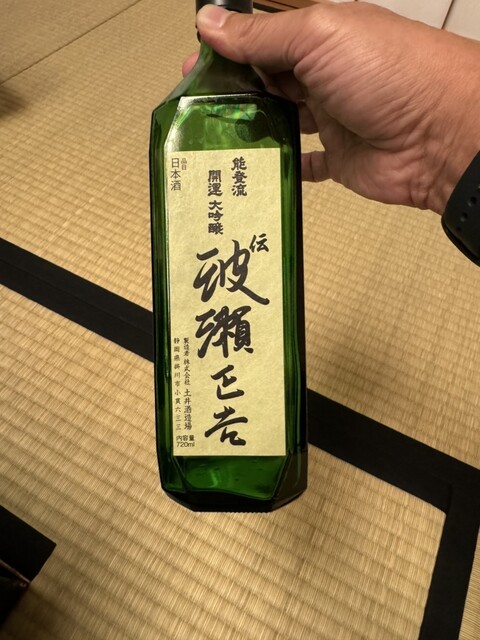 能登流
開運 大吟醸
伝
波瀬正吉
品目
日本酒
製造者 株式会社 土井酒造場
静岡県掛川市小貫六三三
内容量
720ml